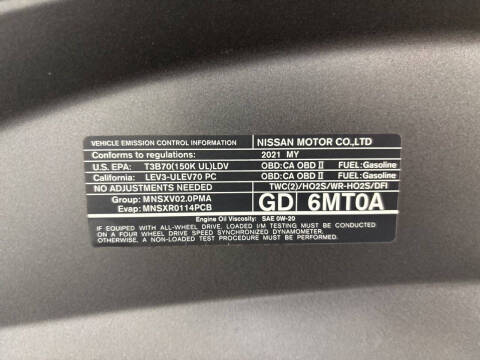 VEHICLE EMISSION CONTROL INFORMATION NISSAN MOTOR CO.,LTD
Conforms to regulations: 2021 MY
U.S. EPA: T3B70(150K UL)LDV OBD:CA OBD II FUEL:Gasoline
California: LEV3-ULEV70 PC OBD:CA OBD II FUEL:Gasoline
NO ADJUSTMENTS NEEDED TWC(2)/HO2S/WR-HO2S/DFI
Group: MNSXV02.0PMA
Evap: MNSXR0114PCB
GD 6MT0A
Engine Oil Viscosity: SAE 0W-20
IF EQUIPPED WITH ALL-WHEEL DRIVE, LOADED I/M TESTING MUST BE CONDUCTED
ON A FOUR WHEEL DRIVE SPEED SYNCHRONIZED DYNAMOMETER,
OTHERWISE, A NON-LOADED TEST PROCEDURE MUST BE PERFORMED.